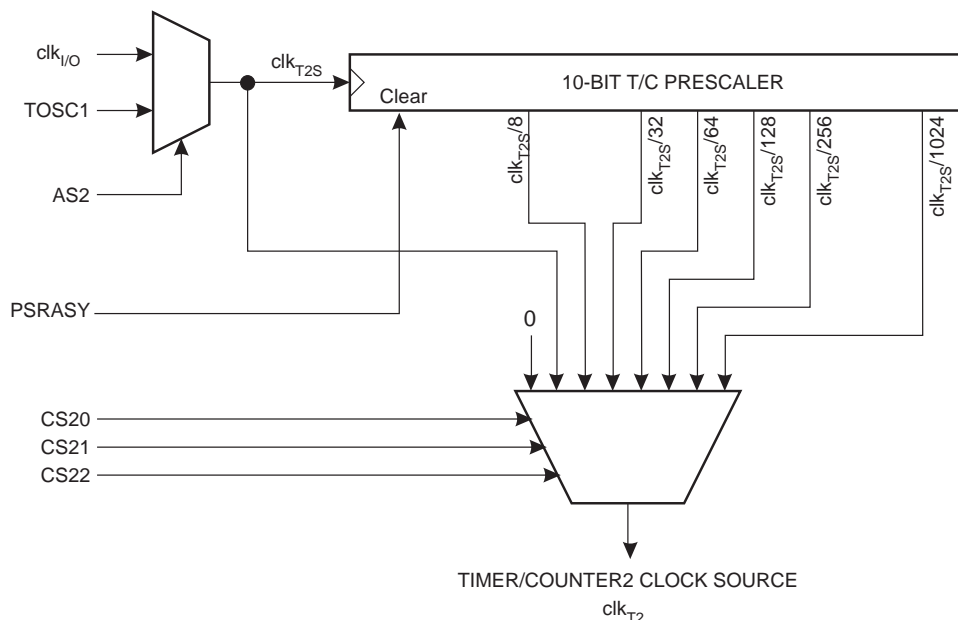 clkI/O
clkT2S
TOSC1
10-BIT T/C PRESCALER
Clear
clkT2S/8
clkT2S/32
clkT2S/64
clkT2S/128
clkT2S/256
clkT2S/1024
AS2
PSRASY
0
CS20
CS21
CS22
TIMER/COUNTER2 CLOCK SOURCE
clkT2